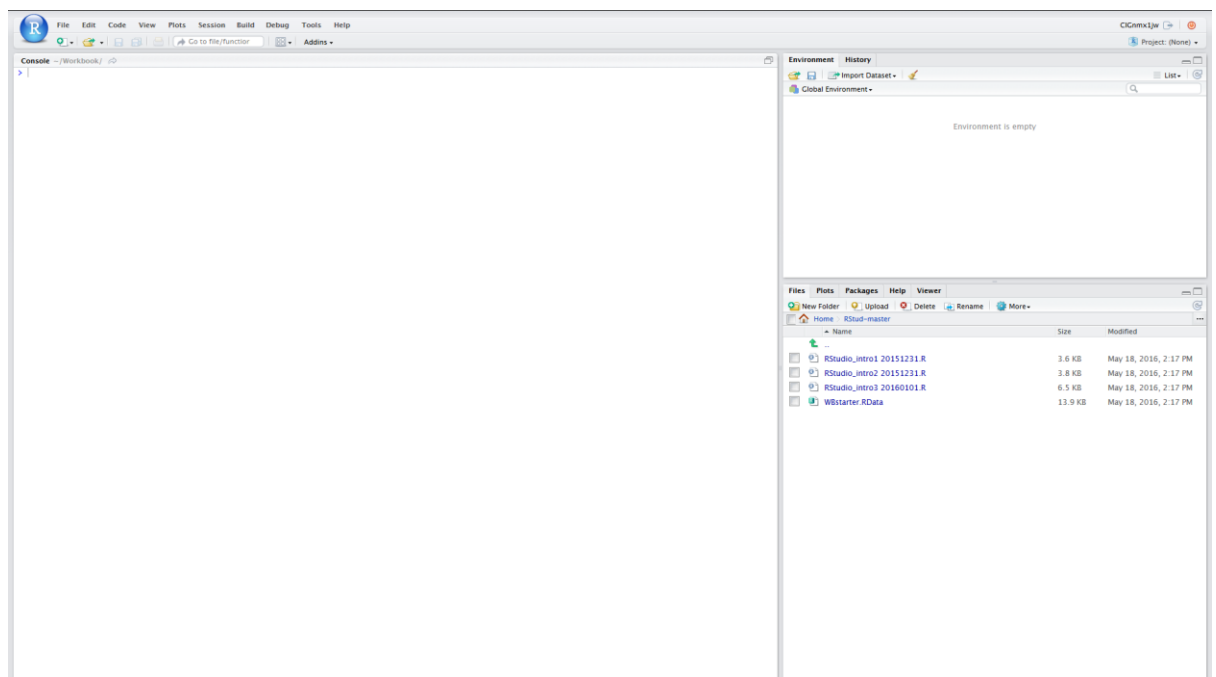 R File Edit Code View Plots Session Build Debug Tools Help CIGnmx1jw
Go to file/function Addins Project: (None)
Console ~/Workbook/
>
Environment History
Import Dataset List
Global Environment
Environment is empty
Files Plots Packages Help Viewer
New Folder Upload Delete Rename More
Home RStud-master ...
Name Size Modified
..
RStudio_intro1 20151231.R 3.6 KB May 18, 2016, 2:17 PM
RStudio_intro2 20151231.R 3.8 KB May 18, 2016, 2:17 PM
RStudio_intro3 20160101.R 6.5 KB May 18, 2016, 2:17 PM
WBstarter.RData 13.9 KB May 18, 2016, 2:17 PM